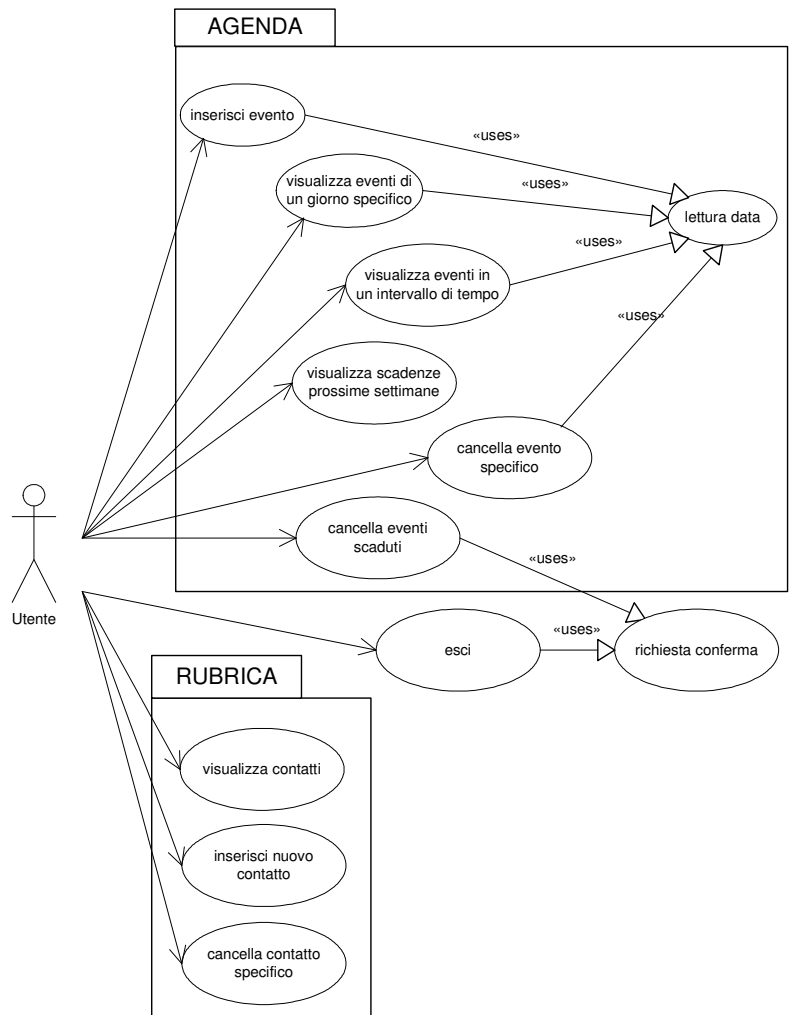 AGENDA
inserisci evento
«uses»
visualizza eventi di
un giorno specifico
«uses»
lettura data
«uses»
visualizza eventi in
un intervallo di tempo
«uses»
visualizza scadenze
prossime settimane
cancella evento
specifico
cancella eventi
scaduti
«uses»
Utente
«uses»
esci
richiesta conferma
RUBRICA
visualizza contatti
inserisci nuovo
contatto
cancella contatto
specifico